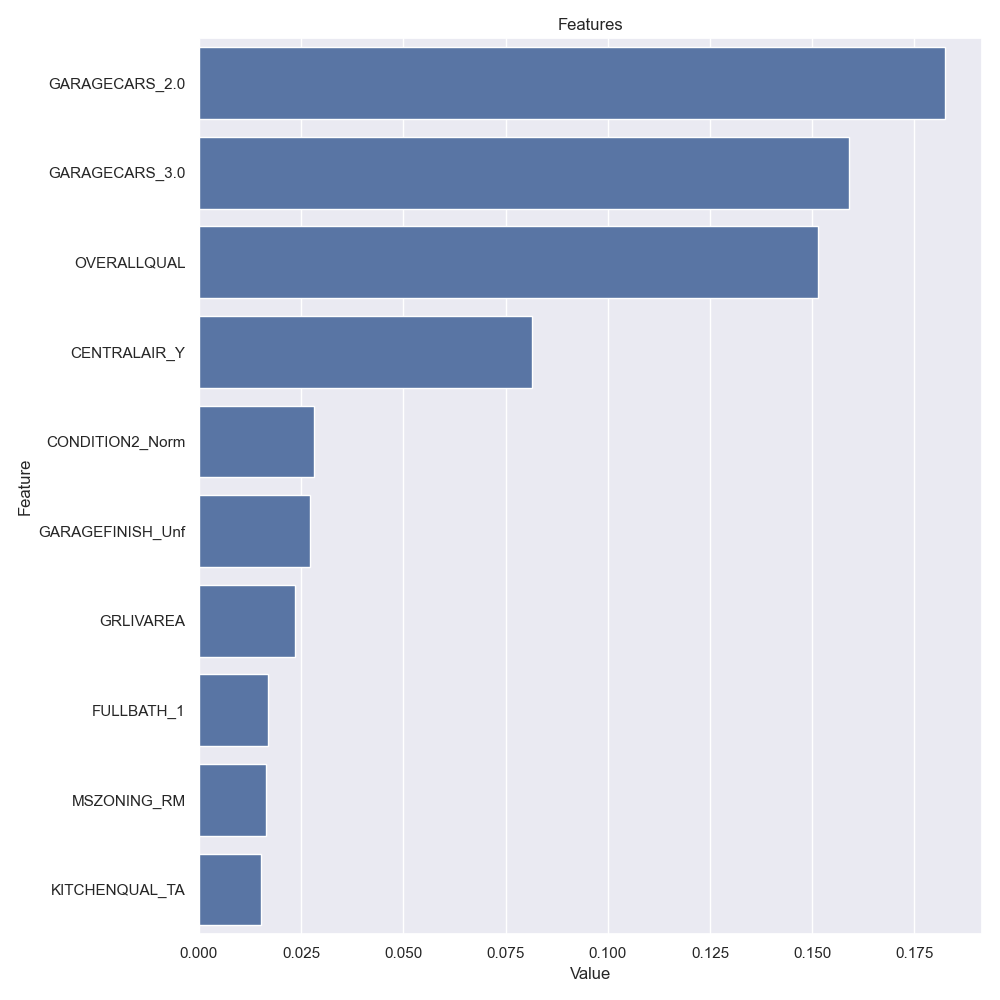 Features
GARAGECARS_2.0
GARAGECARS_3.0
OVERALLQUAL
CENTRALAIR_Y
CONDITION2_Norm
GARAGEFINISH_Unf
GRLIVAREA
FULLBATH_1
MSZONING_RM
KITCHENQUAL_TA
Feature
0.000 0.025 0.050 0.075 0.100 0.125 0.150 0.175
Value